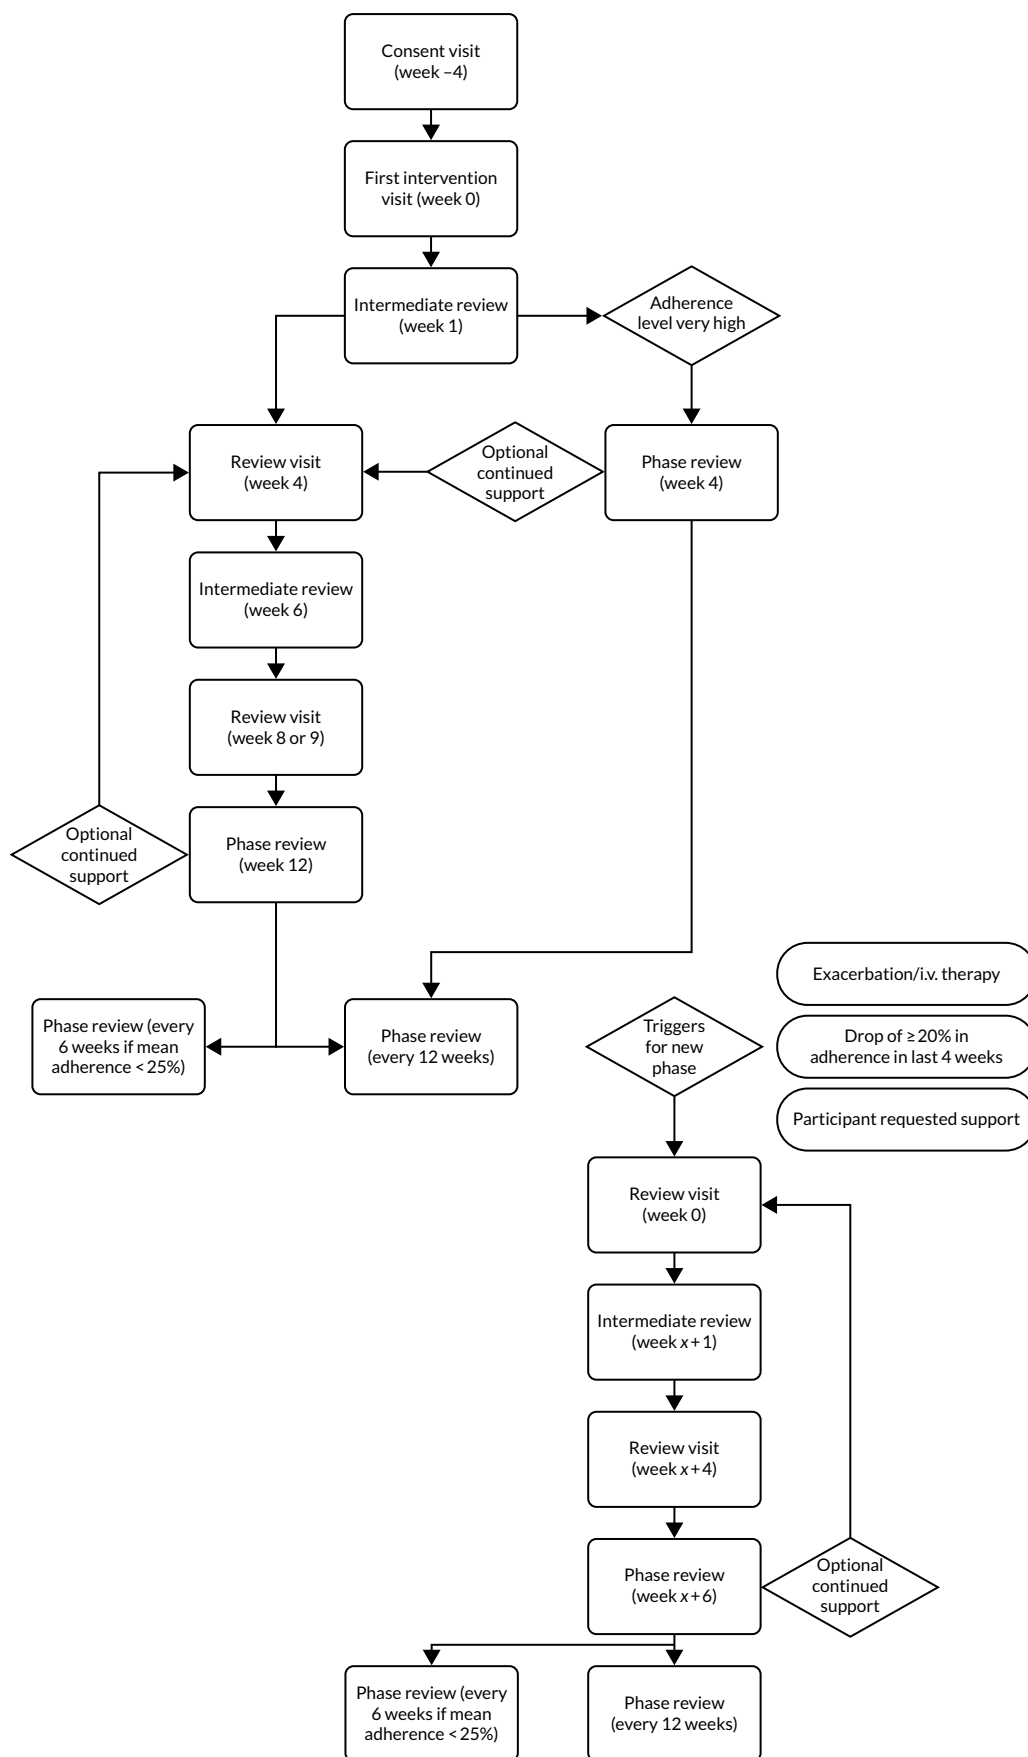 Consent visit
(week –4)
First intervention
visit (week 0)
Intermediate review
(week 1)
Adherence
level very high
Review visit
(week 4)
Optional
continued
support
Phase review
(week 4)
Intermediate review
(week 6)
Review visit
(week 8 or 9)
Optional
continued
support
Phase review
(week 12)
Phase review (every
6 weeks if mean
adherence < 25%)
Phase review
(every 12 weeks)
Triggers
for new
phase
Exacerbation/i.v. therapy
Drop of ≥ 20% in
adherence in last 4 weeks
Participant requested support
Review visit
(week 0)
Intermediate review
(week x + 1)
Review visit
(week x + 4)
Phase review
(week x + 6)
Optional
continued
support
Phase review (every
6 weeks if mean
adherence < 25%)
Phase review
(every 12 weeks)